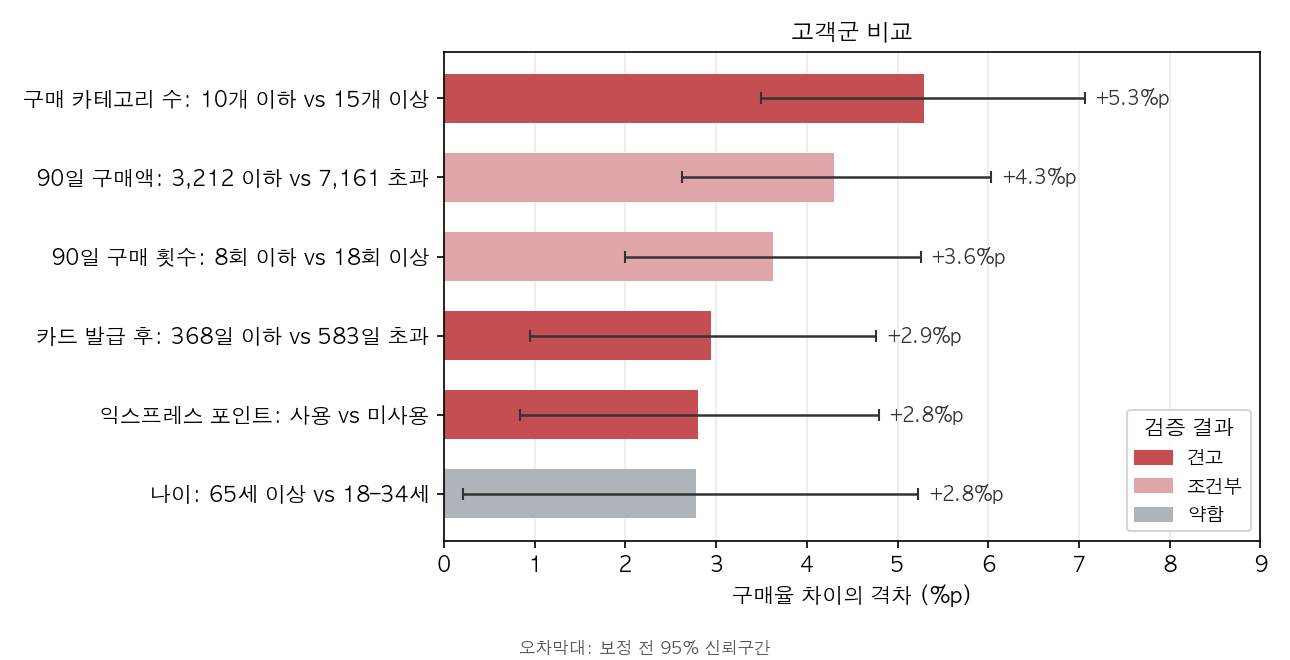 고객군 비교
구매 카테고리 수: 10개 이하 vs 15개 이상
+5.3%p
90일 구매액: 3,212 이하 vs 7,161 초과
+4.3%p
90일 구매 횟수: 8회 이하 vs 18회 이상
+3.6%p
카드 발급 후: 368일 이하 vs 583일 초과
+2.9%p
익스프레스 포인트: 사용 vs 미사용
+2.8%p
나이: 65세 이상 vs 18–34세
+2.8%p
검증 결과
견고
조건부
약함
0 1 2 3 4 5 6 7 8 9
구매율 차이의 격차 (%p)
오차막대: 보정 전 95% 신뢰구간